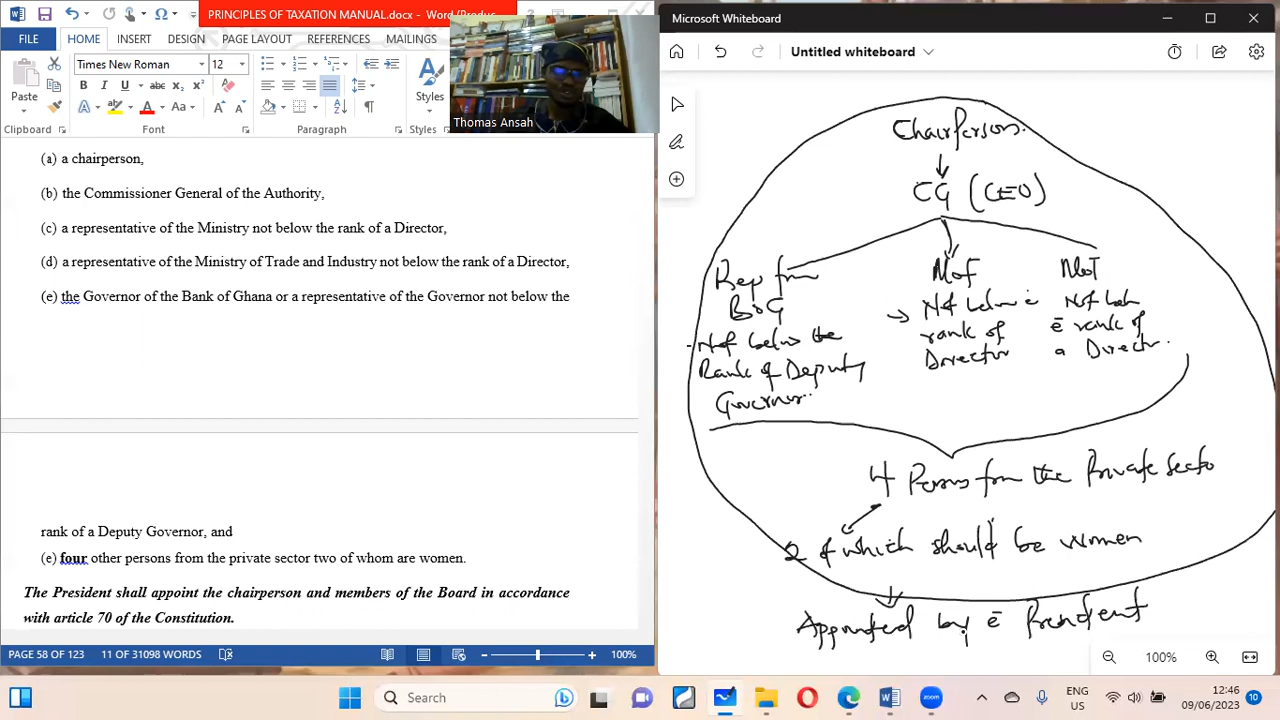 PRINCIPLES OF TAXATION MANUAL.docx - Word (Produc...
FILE HOME INSERT DESIGN PAGE LAYOUT REFERENCES MAILINGS
Times New Roman 12
Paste
B I U abc X₂ X²
A A Aa A A
Styles
Clipboard Font Paragraph Styles
Thomas Ansah
(a) a chairperson,
(b) the Commissioner General of the Authority,
(c) a representative of the Ministry not below the rank of a Director,
(d) a representative of the Ministry of Trade and Industry not below the rank of a Director,
(e) the Governor of the Bank of Ghana or a representative of the Governor not below the
rank of a Deputy Governor, and
(e) four other persons from the private sector two of whom are women.
The President shall appoint the chairperson and members of the Board in accordance
with article 70 of the Constitution.
PAGE 58 OF 123 11 OF 31098 WORDS 100%
Microsoft Whiteboard
Untitled whiteboard
Chairperson.
CG (CEO)
Rep from
BoG
Not below the
Rank of Deputy
Governor.
MoF
Not below ē
rank of
Director
MoT
Not below
ē rank of
a Director.
4 Persons from the Private Secto
2 of which should be women
Appointed by ē President
100%
Search
ENG
US
12:46
09/06/2023
10